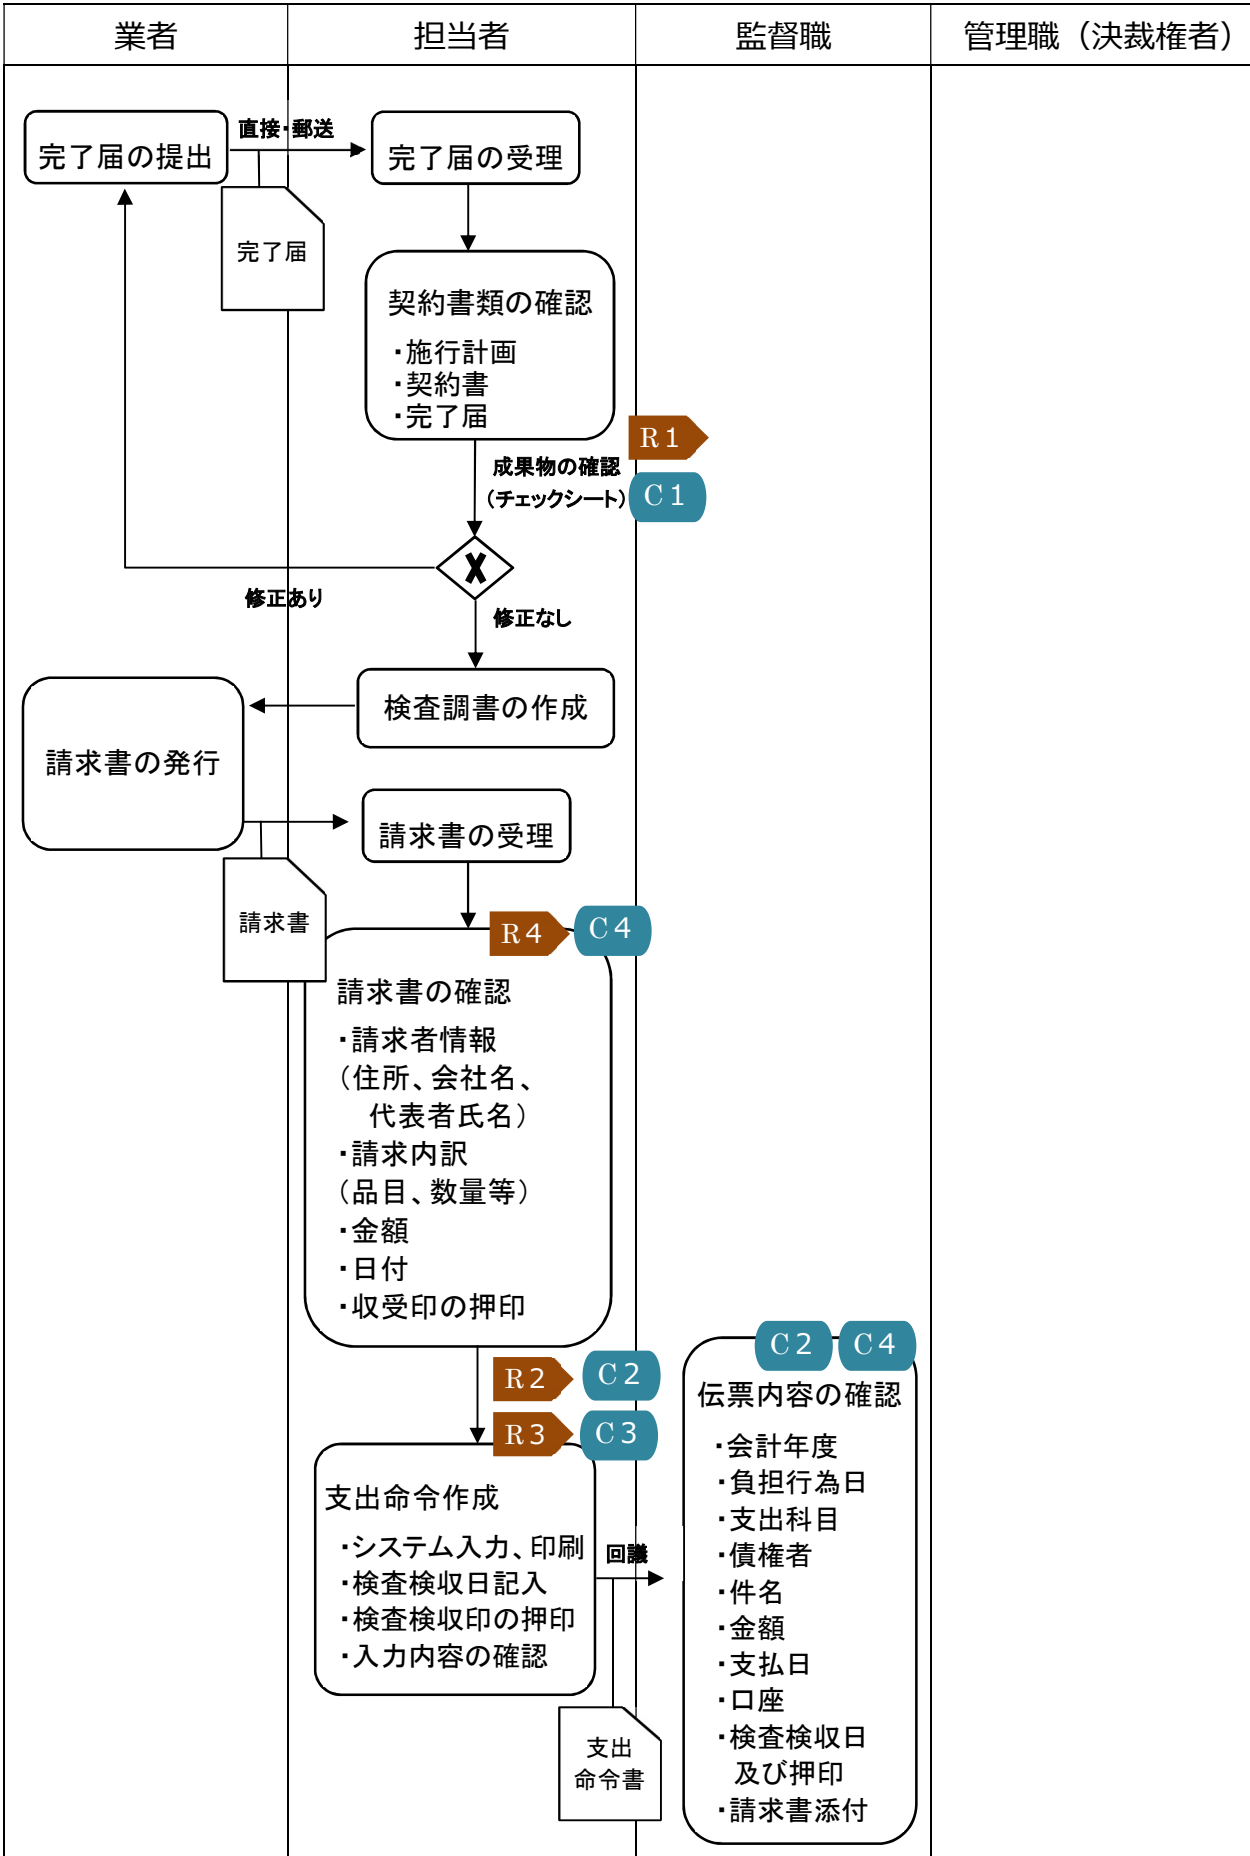 業者
担当者
監督職
管理職（決裁権者）
完了届の提出
直接・郵送
完了届の受理
完了届
契約書類の確認
・施行計画
・契約書
・完了届
R1
成果物の確認
（チェックシート）
C1
X
修正あり
修正なし
検査調書の作成
請求書の発行
請求書の受理
請求書
R4
C4
請求書の確認
・請求者情報
（住所、会社名、
代表者氏名）
・請求内訳
（品目、数量等）
・金額
・日付
・収受印の押印
R2
C2
R3
C3
支出命令作成
・システム入力、印刷
・検査検収日記入
・検査検収印の押印
・入力内容の確認
回議
支出
命令書
C2
C4
伝票内容の確認
・会計年度
・負担行為日
・支出科目
・債権者
・件名
・金額
・支払日
・口座
・検査検収日
及び押印
・請求書添付